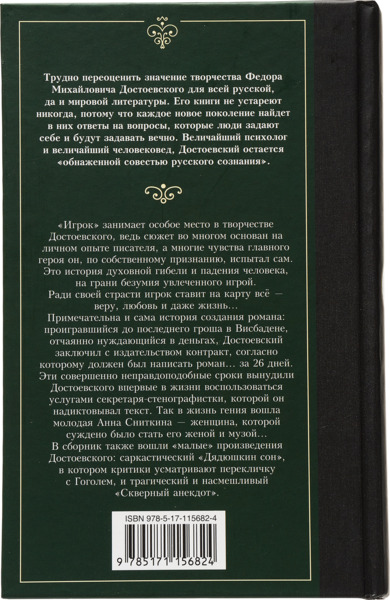 Трудно переоценить значение творчества Федора
Михайловича Достоевского для всей русской,
да и мировой литературы. Его книги не устареют
никогда, потому что каждое новое поколение найдет
в них ответы на вопросы, которые люди задают
себе и будут задавать вечно. Величайший психолог
и величайший человековед, Достоевский остается
«обнаженной совестью русского сознания».
«Игрок» занимает особое место в творчестве
Достоевского, ведь сюжет во многом основан на
личном опыте писателя, а многие чувства главного
героя он, по собственному признанию, испытал сам.
Это история духовной гибели и падения человека,
на грани безумия увлеченного игрой.
Ради своей страсти игрок ставит на карту всё —
веру, любовь и даже жизнь...
Примечательна и сама история создания романа:
проигравшийся до последнего гроша в Висбадене,
отчаянно нуждающийся в деньгах, Достоевский
заключил с издательством контракт, согласно
которому должен был написать роман... за 26 дней.
Эти совершенно неправдоподобные сроки вынудили
Достоевского впервые в жизни воспользоваться
услугами секретаря-стенографистки, которой он
надиктовывал текст. Так в жизнь гения вошла
молодая Анна Сниткина — женщина, которой
суждено было стать его женой и музой...
В сборник также вошли «малые» произведения
Достоевского: саркастический «Дядюшкин сон»,
в котором критики усматривают перекличку
с Гоголем, и трагический и насмешливый
«Скверный анекдот».
ISBN 978-5-17-115682-4
9 785171 156824